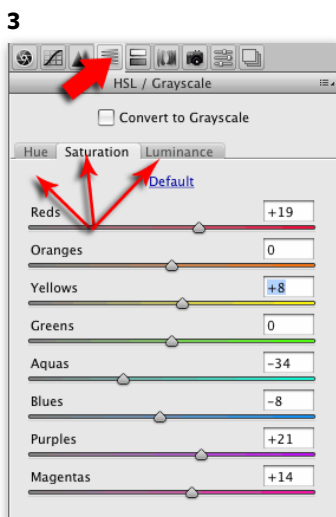 3
HSL / Grayscale
Convert to Grayscale
Hue Saturation Luminance
Default
Reds +19
Oranges 0
Yellows +8
Greens 0
Aquas -34
Blues -8
Purples +21
Magentas +14